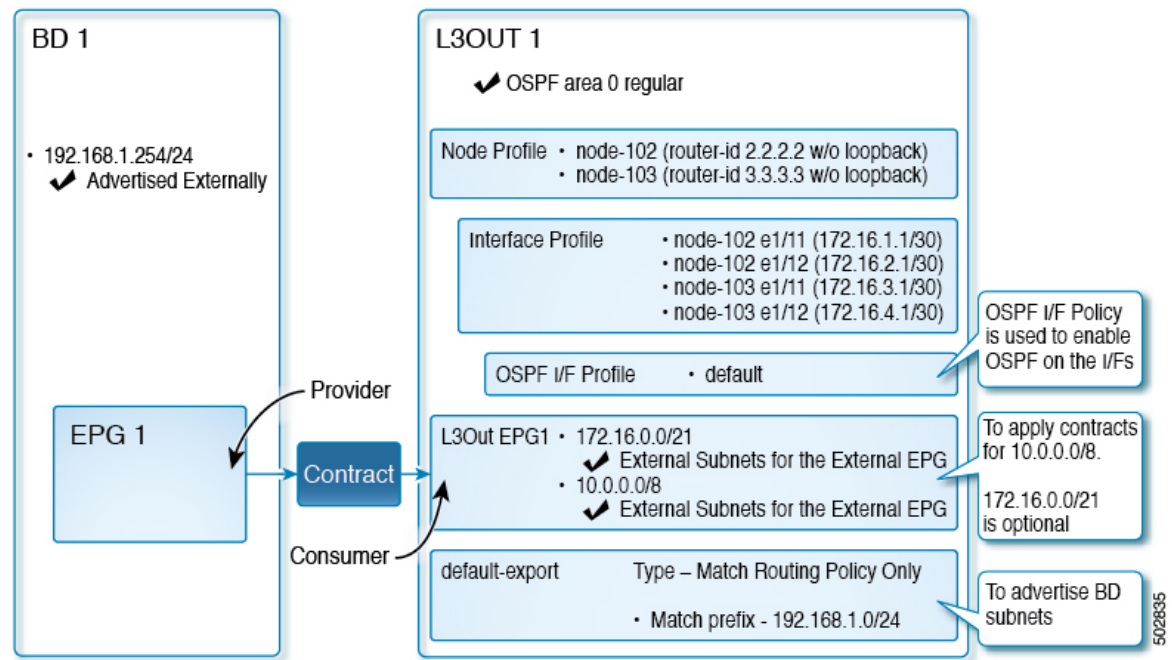 BD 1
• 192.168.1.254/24
✔ Advertised Externally
EPG 1
Provider
Contract
Consumer
L3OUT 1
✔ OSPF area 0 regular
Node Profile • node-102 (router-id 2.2.2.2 w/o loopback)
• node-103 (router-id 3.3.3.3 w/o loopback)
Interface Profile • node-102 e1/11 (172.16.1.1/30)
• node-102 e1/12 (172.16.2.1/30)
• node-103 e1/11 (172.16.3.1/30)
• node-103 e1/12 (172.16.4.1/30)
OSPF I/F Profile • default
OSPF I/F Policy
is used to enable
OSPF on the I/Fs
L3Out EPG1 • 172.16.0.0/21
✔ External Subnets for the External EPG
• 10.0.0.0/8
✔ External Subnets for the External EPG
To apply contracts
for 10.0.0.0/8.
172.16.0.0/21
is optional
default-export Type – Match Routing Policy Only
• Match prefix - 192.168.1.0/24
To advertise BD
subnets
502835